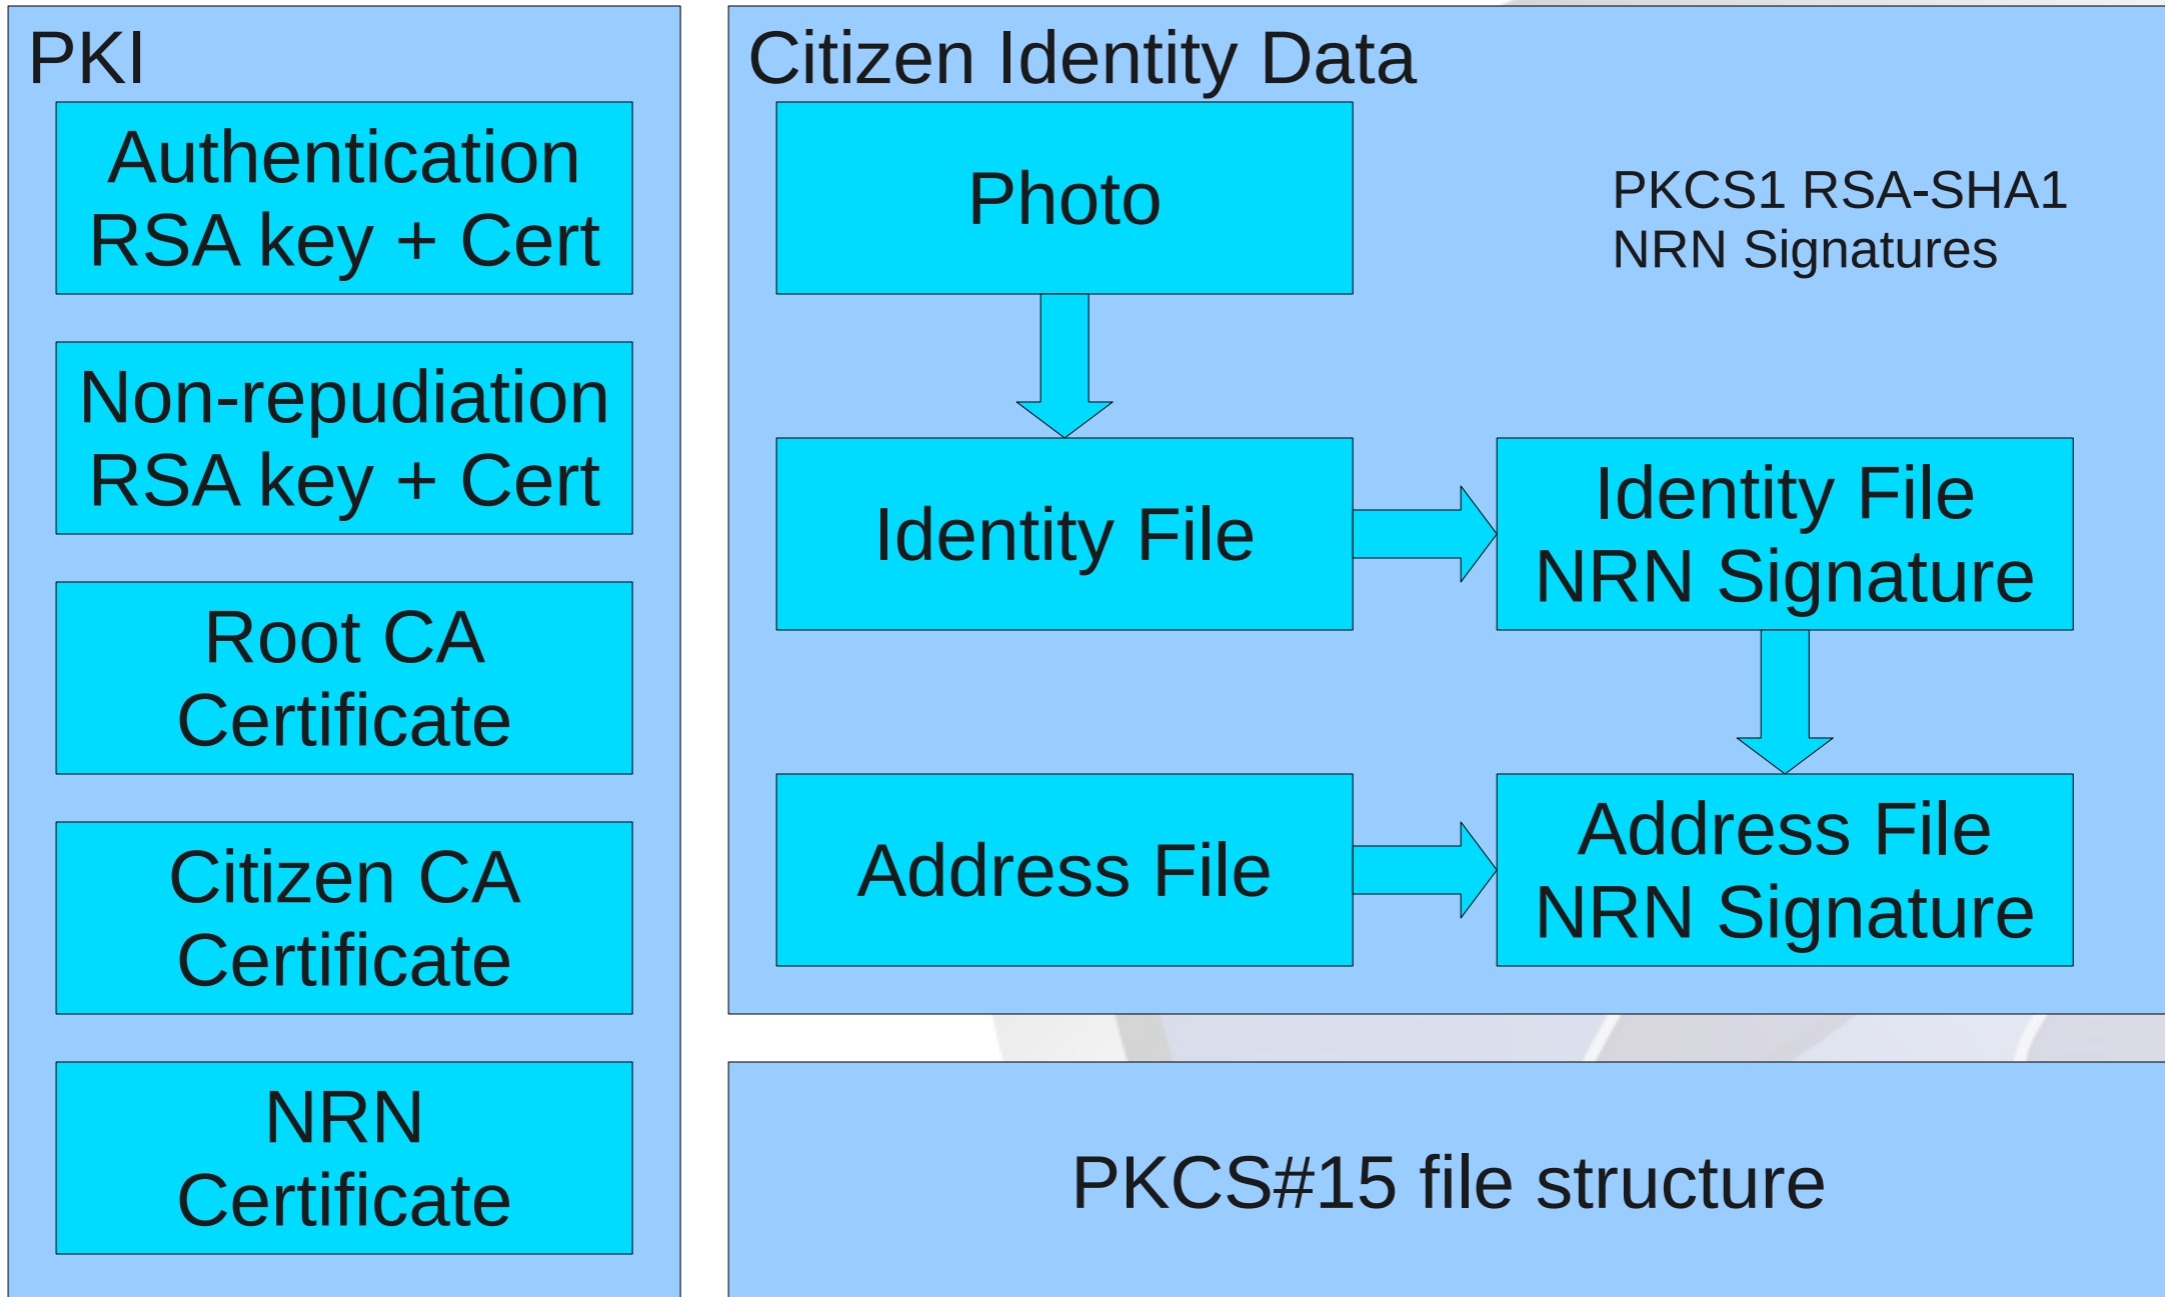 PKI
Authentication
RSA key + Cert
Non-repudiation
RSA key + Cert
Root CA
Certificate
Citizen CA
Certificate
NRN
Certificate
Citizen Identity Data
Photo
PKCS1 RSA-SHA1
NRN Signatures
Identity File
Identity File
NRN Signature
Address File
Address File
NRN Signature
PKCS#15 file structure